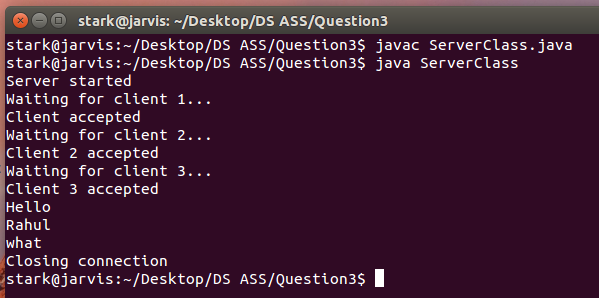 stark@jarvis: ~/Desktop/DS ASS/Question3
stark@jarvis:~/Desktop/DS ASS/Question3$ javac ServerClass.java
stark@jarvis:~/Desktop/DS ASS/Question3$ java ServerClass
Server started
Waiting for client 1...
Client accepted
Waiting for client 2...
Client 2 accepted
Waiting for client 3...
Client 3 accepted
Hello
Rahul
what
Closing connection
stark@jarvis:~/Desktop/DS ASS/Question3$